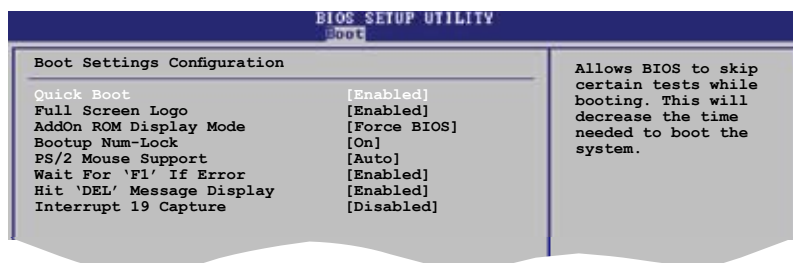 BIOS SETUP UTILITY
Boot
Boot Settings Configuration
Quick Boot [Enabled]
Full Screen Logo [Enabled]
AddOn ROM Display Mode [Force BIOS]
Bootup Num-Lock [On]
PS/2 Mouse Support [Auto]
Wait For ‘F1’ If Error [Enabled]
Hit ‘DEL’ Message Display [Enabled]
Interrupt 19 Capture [Disabled]
Allows BIOS to skip
certain tests while
booting. This will
decrease the time
needed to boot the
system.